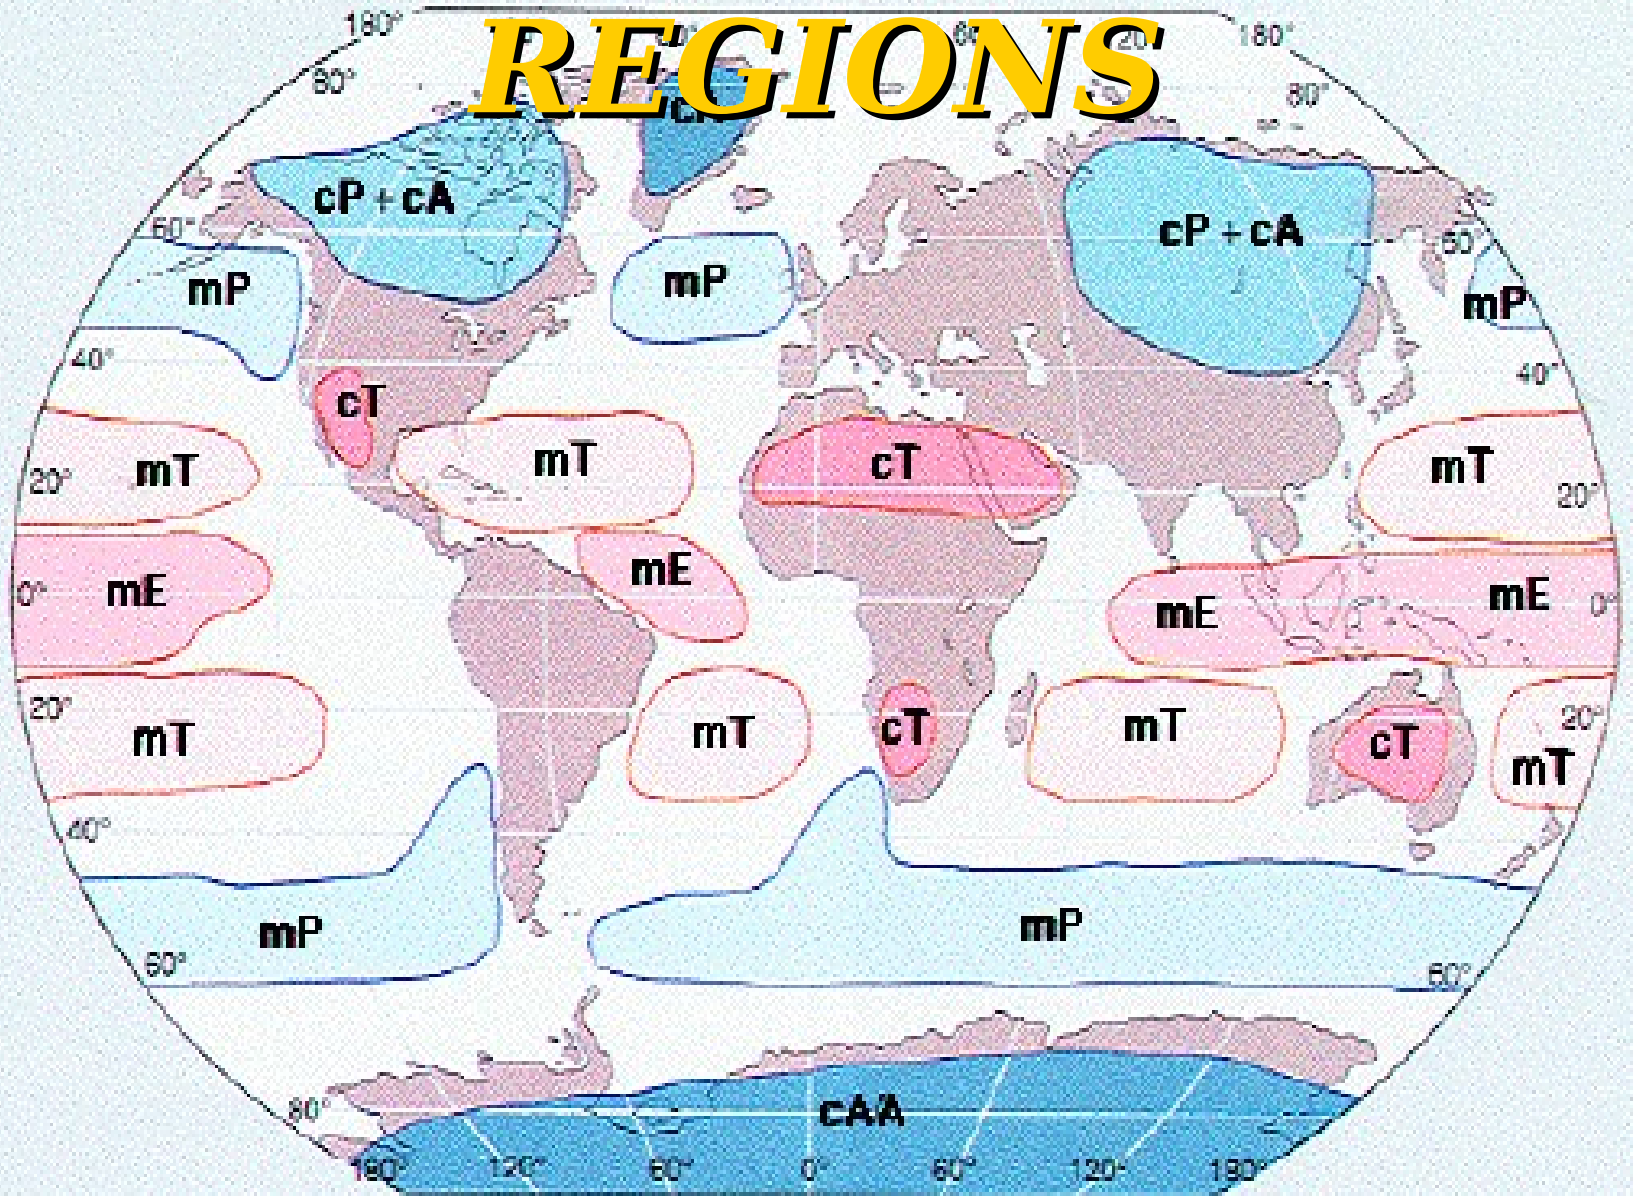 REGIONS
180° 60° 180°
80° 80°
cA
cP + cA cP + cA
60° 60°
mP mP mP
40° 40°
cT
mT mT cT mT
20° 20°
mE mE mE mE
0° 0°
20° 20°
mT mT cT mT cT mT
40°
mP mP
60° 60°
80° cAA
180° 120° 60° 0° 60° 120° 180°